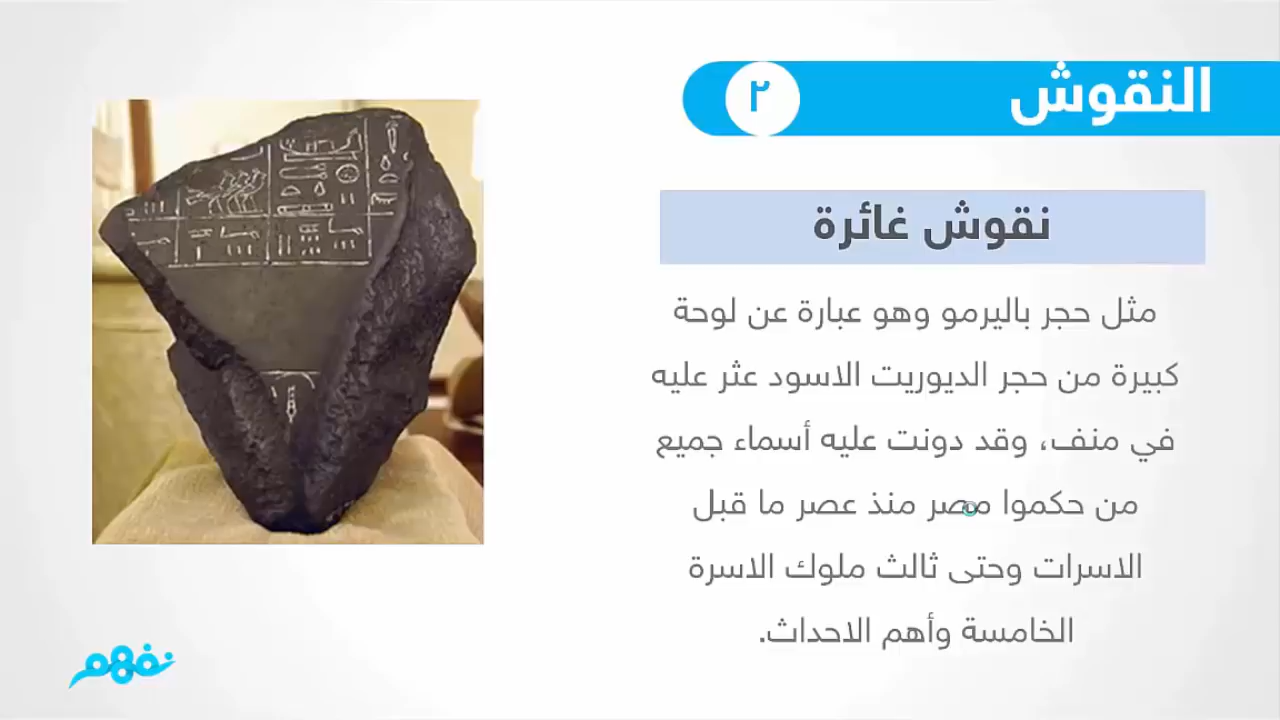 النقوش
٢
نقوش غائرة
مثل حجر باليرمو وهو عبارة عن لوحة
كبيرة من حجر الديوريت الاسود عثر عليه
في منف، وقد دونت عليه أسماء جميع
من حكموا مصر منذ عصر ما قبل
الاسرات وحتى ثالث ملوك الاسرة
الخامسة وأهم الاحداث.
نفهم